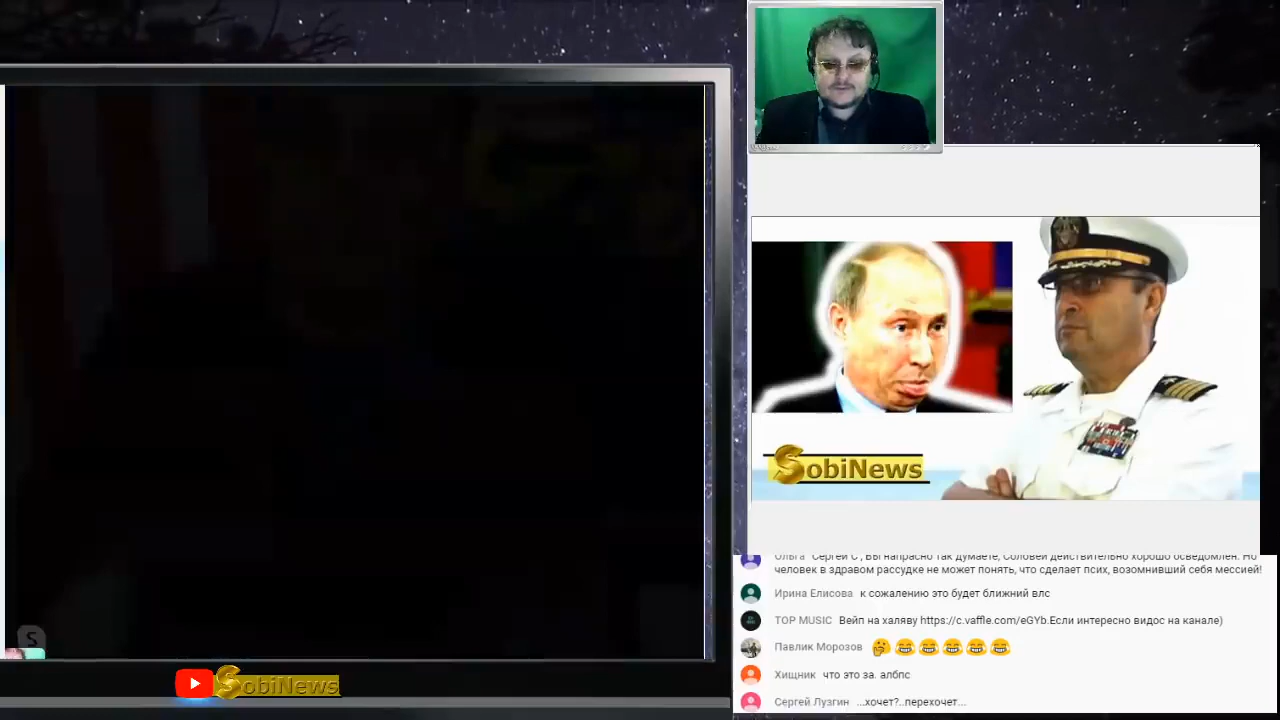 SobiNews
Ольга Сергей С , Вы напрасно так думаете, Соловей действительно хорошо осведомлен. Но
человек в здравом рассудке не может понять, что сделает псих, возомнивший себя мессией!
Ирина Елисова к сожалению это будет ближний влс
TOP MUSIC Вейп на халяву https://c.vaffle.com/eGYb.Если интересно видос на канале)
Павлик Морозов 🤔😂😂😂😂😂
Хищник что это за. албпс
Сергей Лузгин ...хочет?..перехочет...
S
SobiNews